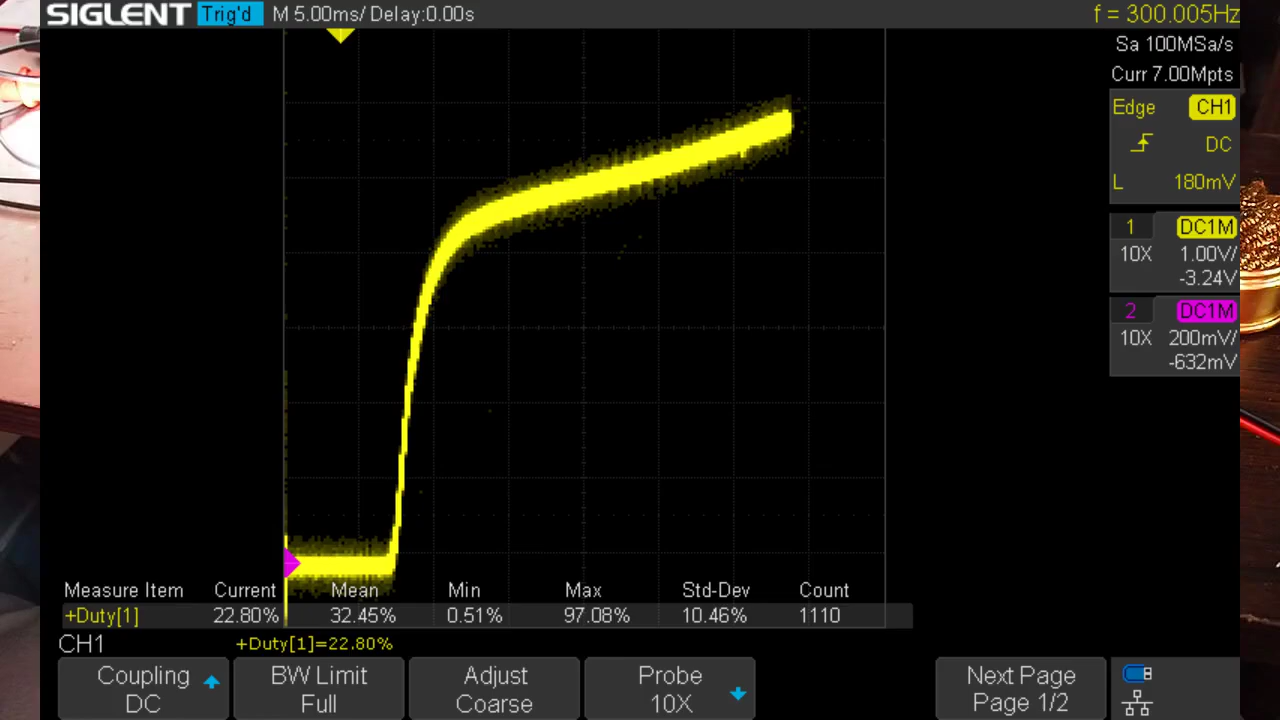 SIGLENT Trig'd M 5.00ms/ Delay:0.00s f = 300.005Hz
Sa 100MSa/s
Curr 7.00Mpts
Edge CH1
DC
L 180mV
1 DC1M
10X 1.00V/
-3.24V
2 DC1M
10X 200mV/
-632mV
Measure Item Current Mean Min Max Std-Dev Count
+Duty[1] 22.80% 32.45% 0.51% 97.08% 10.46% 1110
CH1 +Duty[1]=22.80%
Coupling BW Limit Adjust Probe Next Page
DC Full Coarse 10X Page 1/2